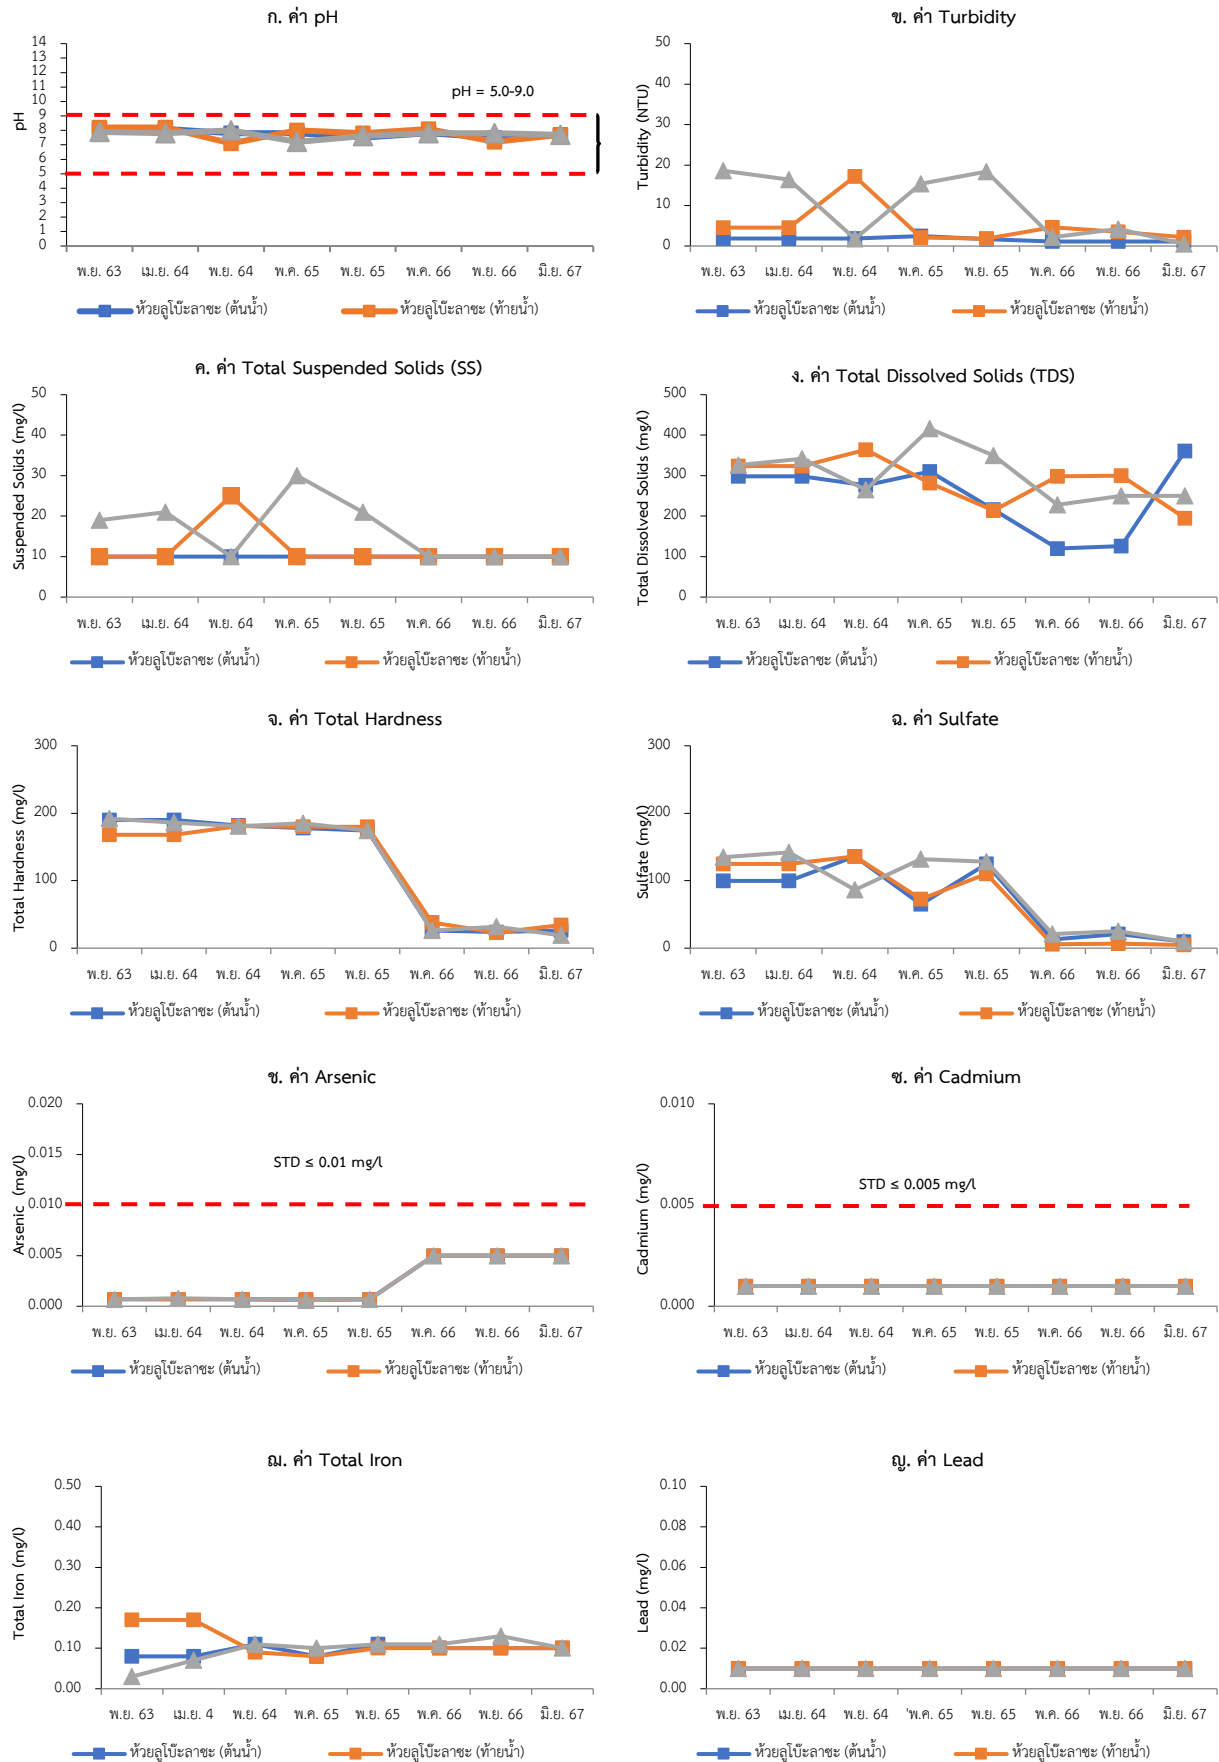 ก. ค่า pH
14
13
12
11
10
9
8
7
6
5
4
3
2
1
0
pH
pH = 5.0-9.0
พ.ย. 63 เม.ย. 64 พ.ย. 64 พ.ค. 65 พ.ย. 65 พ.ค. 66 พ.ย. 66 มิ.ย. 67
ห้วยลูโบ๊ะลาซะ (ต้นน้ำ) ห้วยลูโบ๊ะลาซะ (ท้ายน้ำ)
ข. ค่า Turbidity
50
40
30
20
10
0
Turbidity (NTU)
พ.ย. 63 เม.ย. 64 พ.ย. 64 พ.ค. 65 พ.ย. 65 พ.ค. 66 พ.ย. 66 มิ.ย. 67
ห้วยลูโบ๊ะลาซะ (ต้นน้ำ) ห้วยลูโบ๊ะลาซะ (ท้ายน้ำ)
ค. ค่า Total Suspended Solids (SS)
50
40
30
20
10
0
Suspended Solids (mg/l)
พ.ย. 63 เม.ย. 64 พ.ย. 64 พ.ค. 65 พ.ย. 65 พ.ค. 66 พ.ย. 66 มิ.ย. 67
ห้วยลูโบ๊ะลาซะ (ต้นน้ำ) ห้วยลูโบ๊ะลาซะ (ท้ายน้ำ)
ง. ค่า Total Dissolved Solids (TDS)
500
400
300
200
100
0
Total Dissolved Solids (mg/l)
พ.ย. 63 เม.ย. 64 พ.ย. 64 พ.ค. 65 พ.ย. 65 พ.ค. 66 พ.ย. 66 มิ.ย. 67
ห้วยลูโบ๊ะลาซะ (ต้นน้ำ) ห้วยลูโบ๊ะลาซะ (ท้ายน้ำ)
จ. ค่า Total Hardness
300
200
100
0
Total Hardness (mg/l)
พ.ย. 63 เม.ย. 64 พ.ย. 64 พ.ค. 65 พ.ย. 65 พ.ค. 66 พ.ย. 66 มิ.ย. 67
ห้วยลูโบ๊ะลาซะ (ต้นน้ำ) ห้วยลูโบ๊ะลาซะ (ท้ายน้ำ)
ฉ. ค่า Sulfate
300
200
100
0
Sulfate (mg/l)
พ.ย. 63 เม.ย. 64 พ.ย. 64 พ.ค. 65 พ.ย. 65 พ.ค. 66 พ.ย. 66 มิ.ย. 67
ห้วยลูโบ๊ะลาซะ (ต้นน้ำ) ห้วยลูโบ๊ะลาซะ (ท้ายน้ำ)
ช. ค่า Arsenic
0.020
0.015
0.010
0.005
0.000
Arsenic (mg/l)
STD ≤ 0.01 mg/l
พ.ย. 63 เม.ย. 64 พ.ย. 64 พ.ค. 65 พ.ย. 65 พ.ค. 66 พ.ย. 66 มิ.ย. 67
ห้วยลูโบ๊ะลาซะ (ต้นน้ำ) ห้วยลูโบ๊ะลาซะ (ท้ายน้ำ)
ซ. ค่า Cadmium
0.010
0.005
0.000
Cadmium (mg/l)
STD ≤ 0.005 mg/l
พ.ย. 63 เม.ย. 64 พ.ย. 64 พ.ค. 65 พ.ย. 65 พ.ค. 66 พ.ย. 66 มิ.ย. 67
ห้วยลูโบ๊ะลาซะ (ต้นน้ำ) ห้วยลูโบ๊ะลาซะ (ท้ายน้ำ)
ฌ. ค่า Total Iron
0.50
0.40
0.30
0.20
0.10
0.00
Total Iron (mg/l)
พ.ย. 63 เม.ย. 4 พ.ย. 64 พ.ค. 65 พ.ย. 65 พ.ค. 66 พ.ย. 66 มิ.ย. 67
ห้วยลูโบ๊ะลาซะ (ต้นน้ำ) ห้วยลูโบ๊ะลาซะ (ท้ายน้ำ)
ญ. ค่า Lead
0.10
0.08
0.06
0.04
0.02
0.00
Lead (mg/l)
พ.ย. 63 เม.ย. 64 พ.ย. 64 'พ.ค. 65 พ.ย. 65 พ.ค. 66 พ.ย. 66 มิ.ย. 67
ห้วยลูโบ๊ะลาซะ (ต้นน้ำ) ห้วยลูโบ๊ะลาซะ (ท้ายน้ำ)